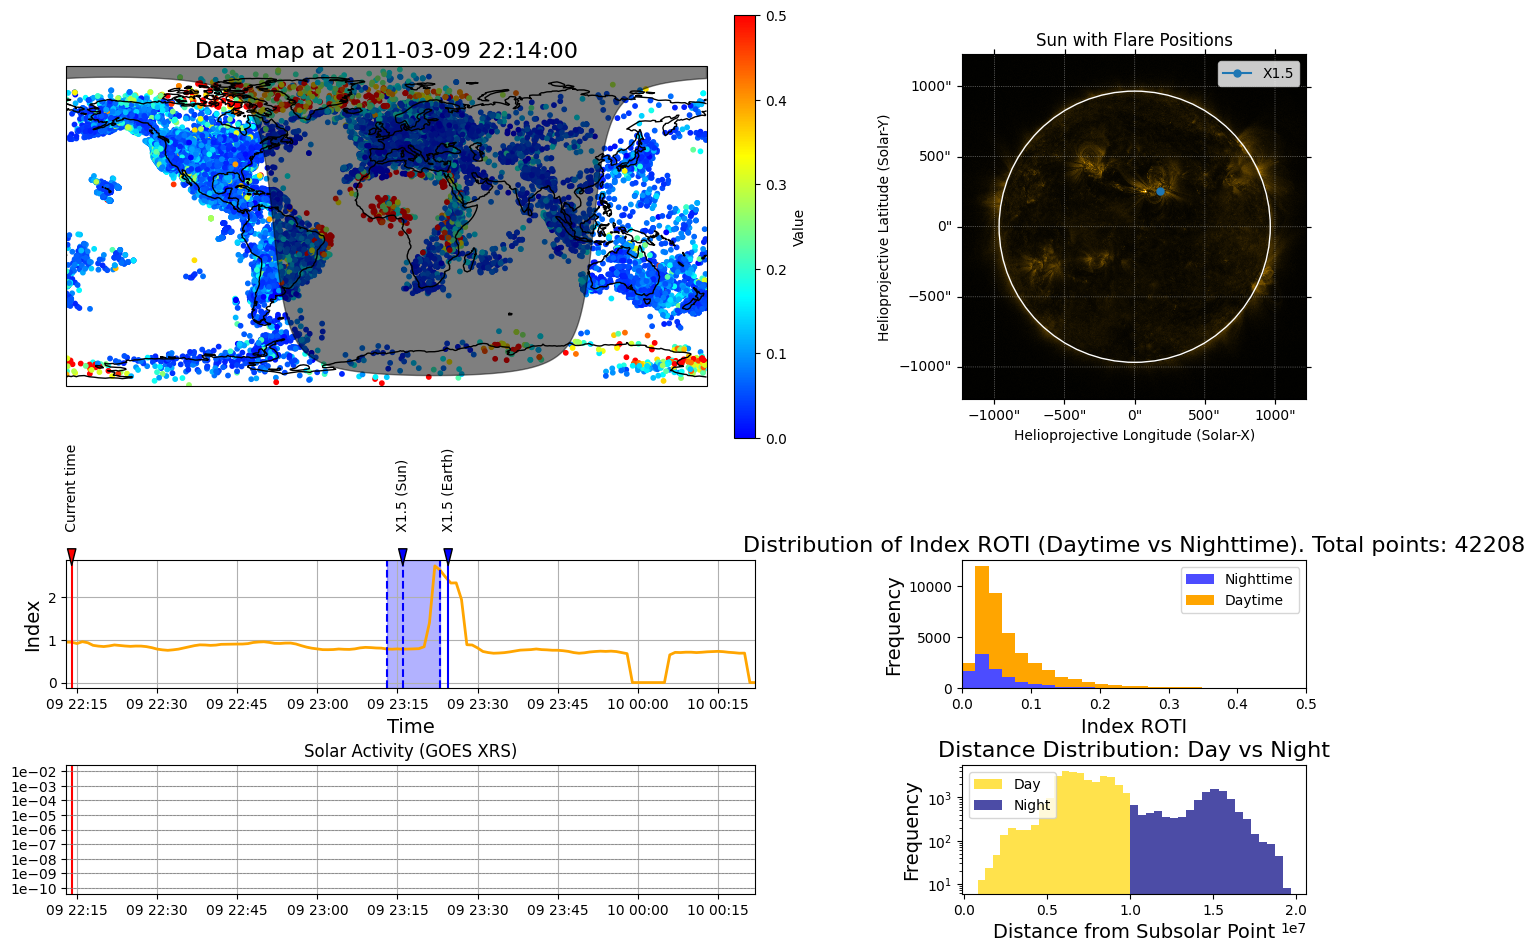 Data map at 2011-03-09 22:14:00
0.5
0.4
0.3
0.2
0.1
0.0
Value
Sun with Flare Positions
X1.5
1000"
500"
0"
−500"
−1000"
Helioprojective Latitude (Solar-Y)
−1000" −500" 0" 500" 1000"
Helioprojective Longitude (Solar-X)
Current time
X1.5 (Sun)
X1.5 (Earth)
Index
2
1
0
09 22:15 09 22:30 09 22:45 09 23:00 09 23:15 09 23:30 09 23:45 10 00:00 10 00:15
Time
Distribution of Index ROTI (Daytime vs Nighttime). Total points: 42208
Frequency
10000
5000
0
Nighttime
Daytime
0.0 0.1 0.2 0.3 0.4 0.5
Index ROTI
Solar Activity (GOES XRS)
1e−02
1e−03
1e−04
1e−05
1e−06
1e−07
1e−08
1e−09
1e−10
09 22:15 09 22:30 09 22:45 09 23:00 09 23:15 09 23:30 09 23:45 10 00:00 10 00:15
Distance Distribution: Day vs Night
Frequency
10³
10²
10¹
Day
Night
0.0 0.5 1.0 1.5 2.0
1e7
Distance from Subsolar Point